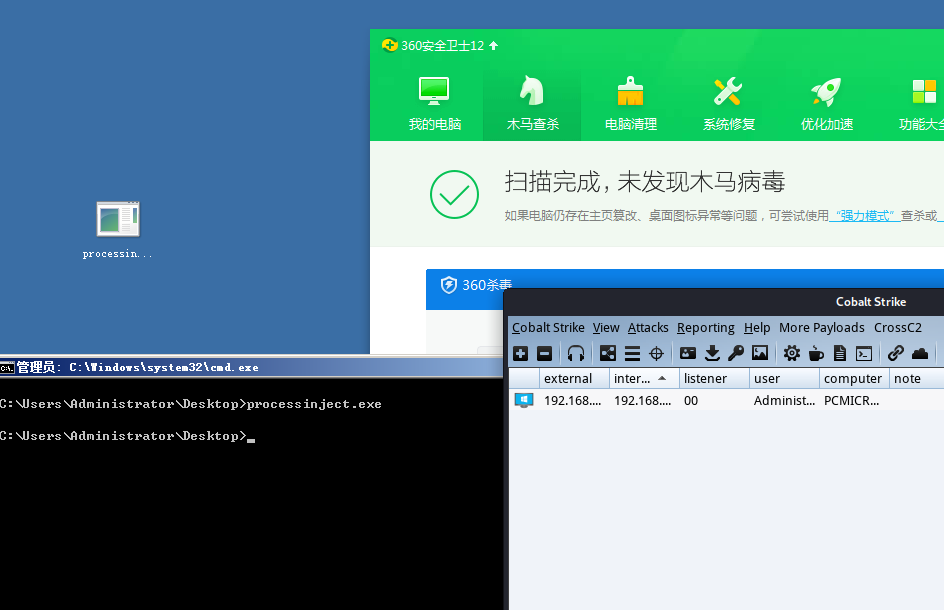 360安全卫士12
我的电脑 木马查杀 电脑清理 系统修复 优化加速 功能大全
扫描完成，未发现木马病毒
如果电脑仍存在主页篡改、桌面图标异常等问题，可尝试使用 “强力模式” 查杀或
processin...
360杀毒
Cobalt Strike
Cobalt Strike View Attacks Reporting Help More Payloads CrossC2
external inter... listener user computer note
192.168.... 192.168.... 00 Administ... PCMICR...
管理员: C:\Windows\system32\cmd.exe
C:\Users\Administrator\Desktop>processinject.exe
C:\Users\Administrator\Desktop>_